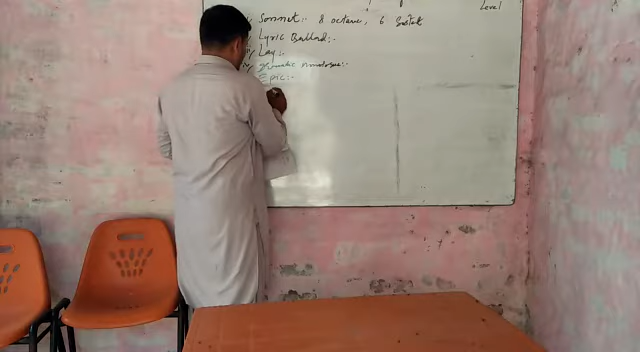 Level
Sonnet:- 8 octave, 6 Sestet
Lyric Ballad:-
Lay:-
Epic:-